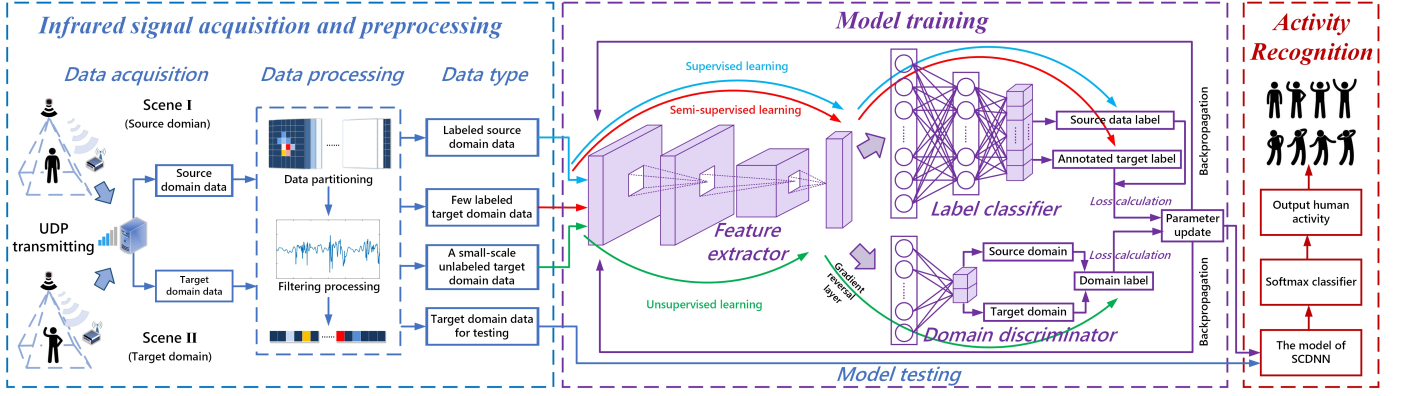 Infrared signal acquisition and preprocessing
Data acquisition
Data processing
Data type
Scene I
(Source domian)
Source
domain data
UDP
transmitting
Target
domain data
Scene II
(Target domain)
Data partitioning
Filtering processing
Labeled source
domain data
Few labeled
target domain data
A small-scale
unlabeled target
domain data
Target domain data
for testing
Model training
Supervised learning
Semi-supervised learning
Feature
extractor
Unsupervised learning
Gradient
reversal
layer
Label classifier
Source data label
Annotated target label
Loss calculation
Backpropagation
Parameter
update
Source domain
Target domain
Loss calculation
Domain label
Domain discriminator
Backpropagation
Model testing
Activity
Recognition
Output human
activity
Softmax classifier
The model of
SCDNN